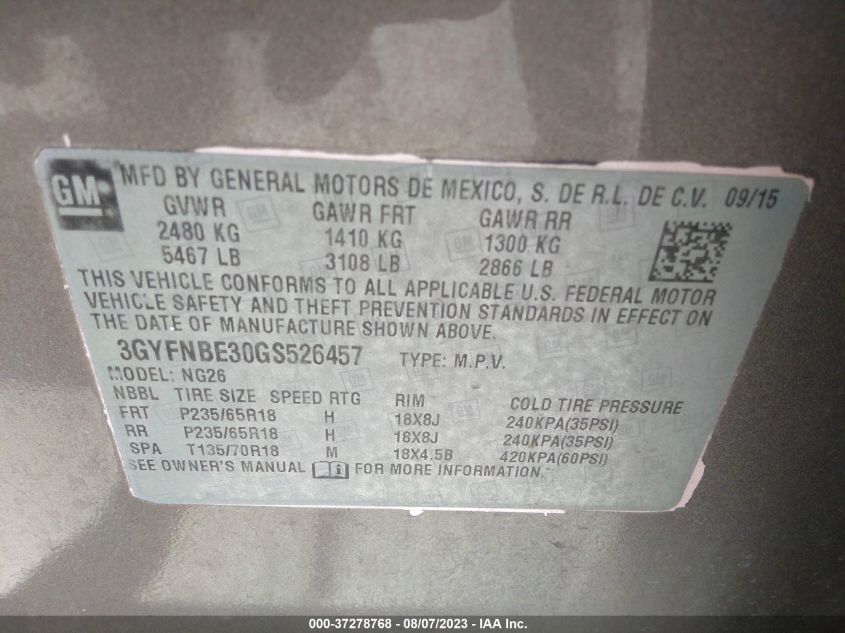 GM MFD BY GENERAL MOTORS DE MEXICO, S. DE R.L. DE C.V. 09/15
GVWR GAWR FRT GAWR RR
2480 KG 1410 KG 1300 KG
5467 LB 3108 LB 2866 LB
THIS VEHICLE CONFORMS TO ALL APPLICABLE U.S. FEDERAL MOTOR
VEHICLE SAFETY AND THEFT PREVENTION STANDARDS IN EFFECT ON
THE DATE OF MANUFACTURE SHOWN ABOVE.
3GYFNBE30GS526457 TYPE: M.P.V.
MODEL: NG26
NBBL TIRE SIZE SPEED RTG RIM COLD TIRE PRESSURE
FRT P235/65R18 H 18X8J 240KPA(35PSI)
RR P235/65R18 H 18X8J 240KPA(35PSI)
SPA T135/70R18 M 18X4.5B 420KPA(60PSI)
SEE OWNER'S MANUAL i FOR MORE INFORMATION.
000-37278768 - 08/07/2023 - IAA Inc.